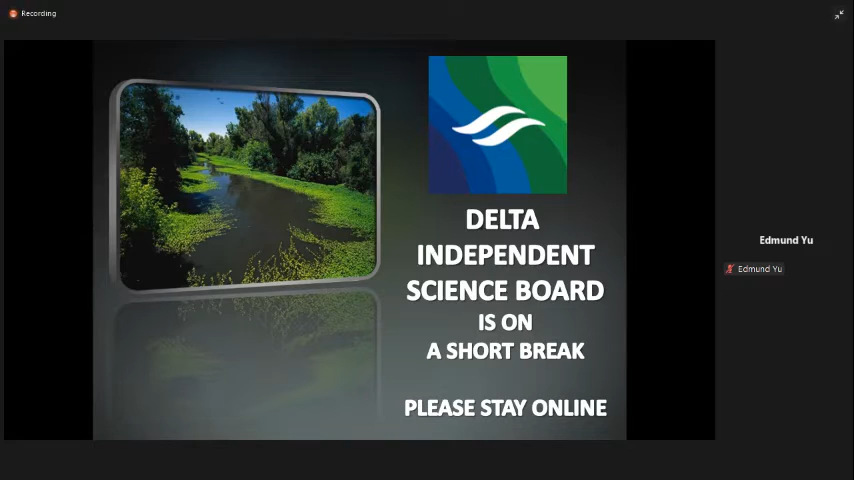 Recording
DELTA
INDEPENDENT
SCIENCE BOARD
IS ON
A SHORT BREAK
PLEASE STAY ONLINE
Edmund Yu
Edmund Yu